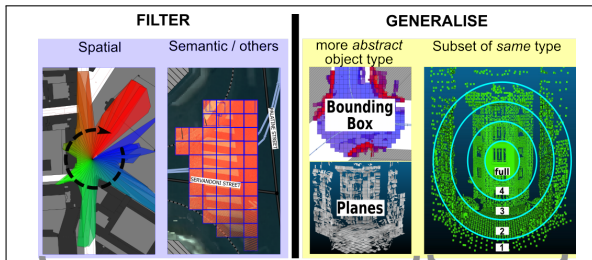 FILTER
GENERALISE
Spatial
Semantic / others
more abstract
object type
Subset of same type
SERVANDONI STREET
Bounding
Box
Planes
full
4
3
2
1